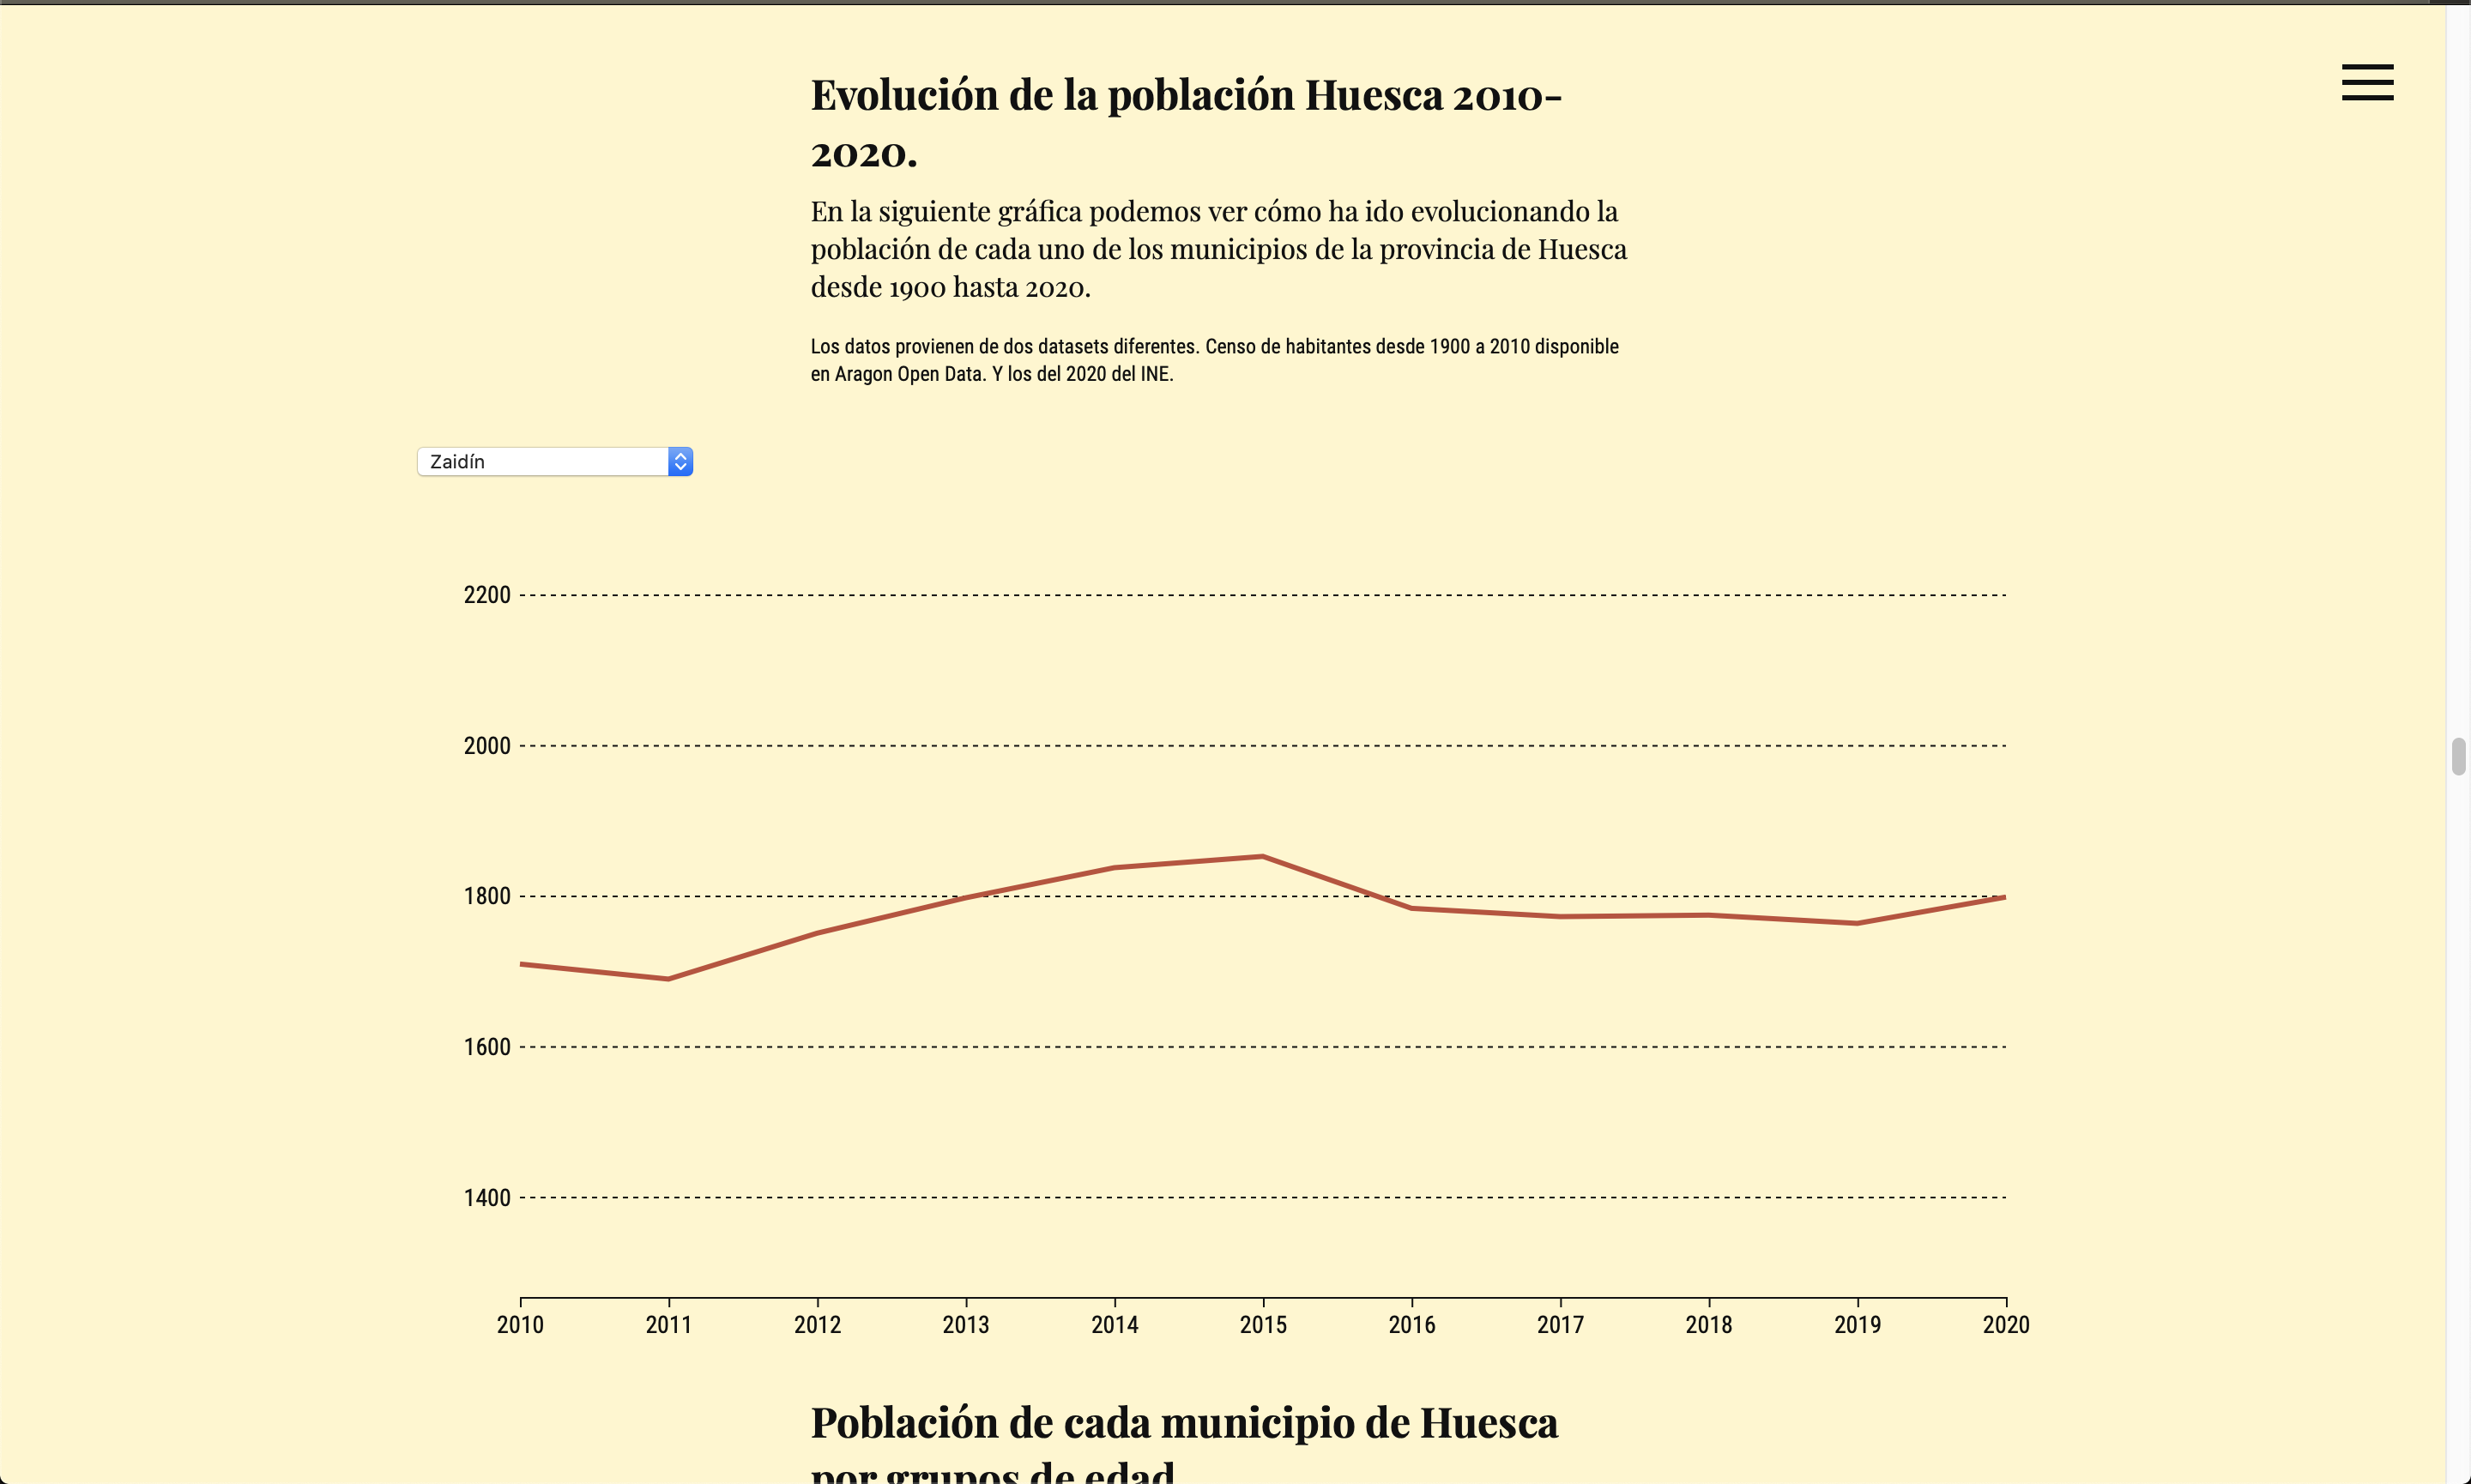 Evolución de la población Huesca 2010-
2020.
En la siguiente gráfica podemos ver cómo ha ido evolucionando la
población de cada uno de los municipios de la provincia de Huesca
desde 1900 hasta 2020.
Los datos provienen de dos datasets diferentes. Censo de habitantes desde 1900 a 2010 disponible
en Aragon Open Data. Y los del 2020 del INE.
Zaidín
2200
2000
1800
1600
1400
2010 2011 2012 2013 2014 2015 2016 2017 2018 2019 2020
Población de cada municipio de Huesca
por grupos de edad